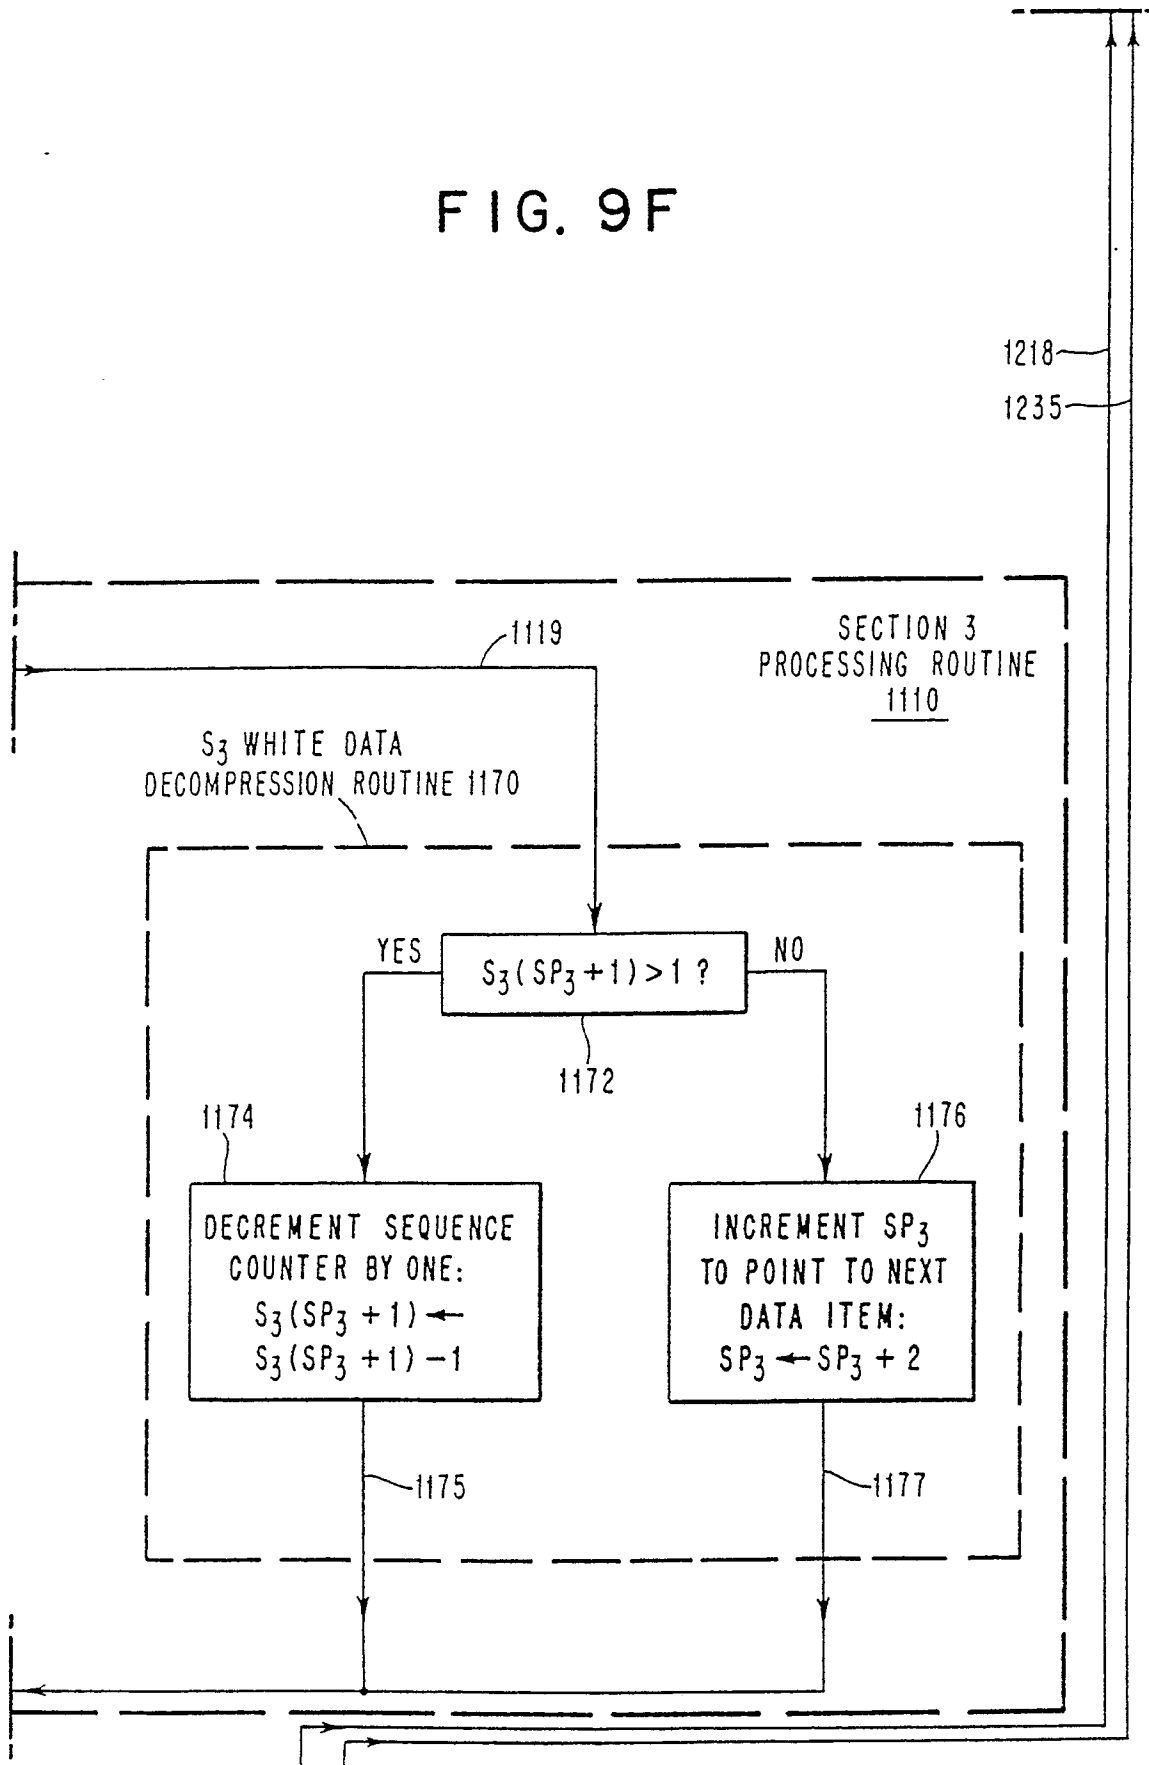 FIG. 9F
1218
1235
1119
SECTION 3
PROCESSING ROUTINE
1110
S3 WHITE DATA
DECOMPRESSION ROUTINE 1170
YES
S3(SP3+1)>1 ?
NO
1172
1174
1176
DECREMENT SEQUENCE
COUNTER BY ONE:
S3(SP3+1)←
S3(SP3+1)-1
INCREMENT SP3
TO POINT TO NEXT
DATA ITEM:
SP3←SP3+2
1175
1177